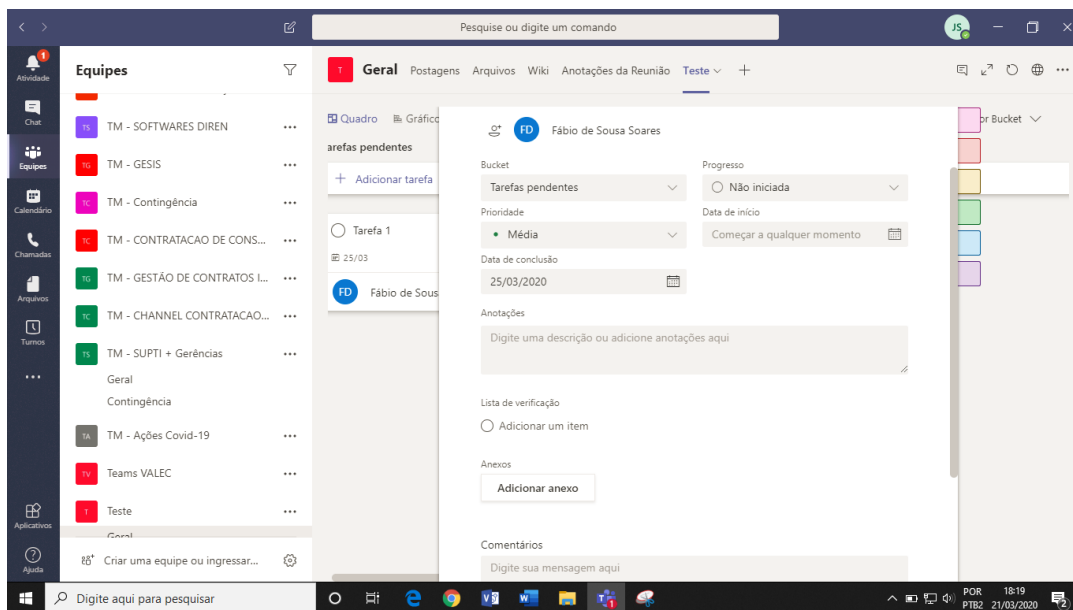 Pesquise ou digite um comando
JS
1
Atividade
Chat
Equipes
Calendário
Chamadas
Arquivos
Turnos
Aplicativos
Ajuda
Equipes
TS TM - SOFTWARES DIREN
TG TM - GESIS
TC TM - Contingência
TC TM - CONTRATACAO DE CONS...
TG TM - GESTÃO DE CONTRATOS I...
TC TM - CHANNEL CONTRATACAO...
TS TM - SUPTI + Gerências
Geral
Contingência
TA TM - Ações Covid-19
TV Teams VALEC
T Teste
Geral
Criar uma equipe ou ingressar...
T Geral Postagens Arquivos Wiki Anotações da Reunião Teste
Quadro Gráfico
or Bucket
arefas pendentes
Adicionar tarefa
Tarefa 1
25/03
FD Fábio de Sous
FD Fábio de Sousa Soares
Bucket Progresso
Tarefas pendentes Não iniciada
Prioridade Data de início
Média Começar a qualquer momento
Data de conclusão
25/03/2020
Anotações
Digite uma descrição ou adicione anotações aqui
Lista de verificação
Adicionar um item
Anexos
Adicionar anexo
Comentários
Digite sua mensagem aqui
Digite aqui para pesquisar
POR 18:19
PTB2 21/03/2020